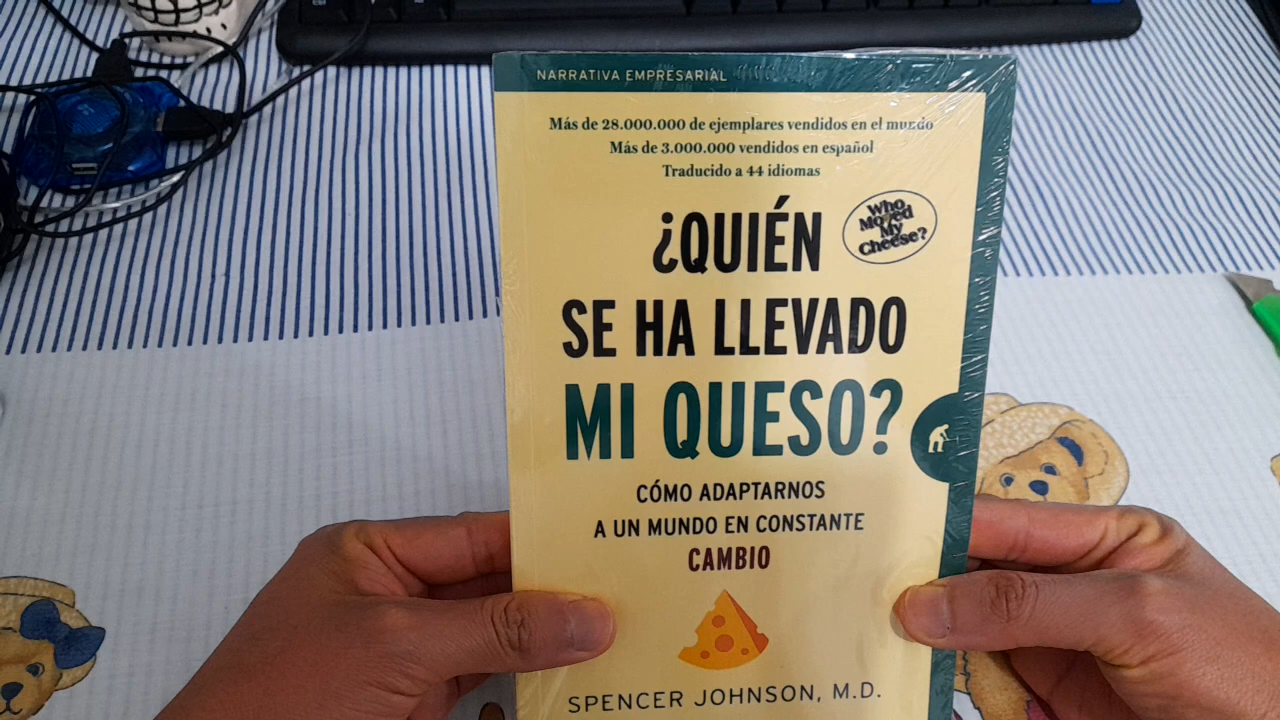 NARRATIVA EMPRESARIAL
Más de 28.000.000 de ejemplares vendidos en el mundo
Más de 3.000.000 vendidos en español
Traducido a 44 idiomas
¿QUIÉN
Who
Moved
My
Cheese?
SE HA LLEVADO
MI QUESO?
CÓMO ADAPTARNOS
A UN MUNDO EN CONSTANTE
CAMBIO
SPENCER JOHNSON, M.D.